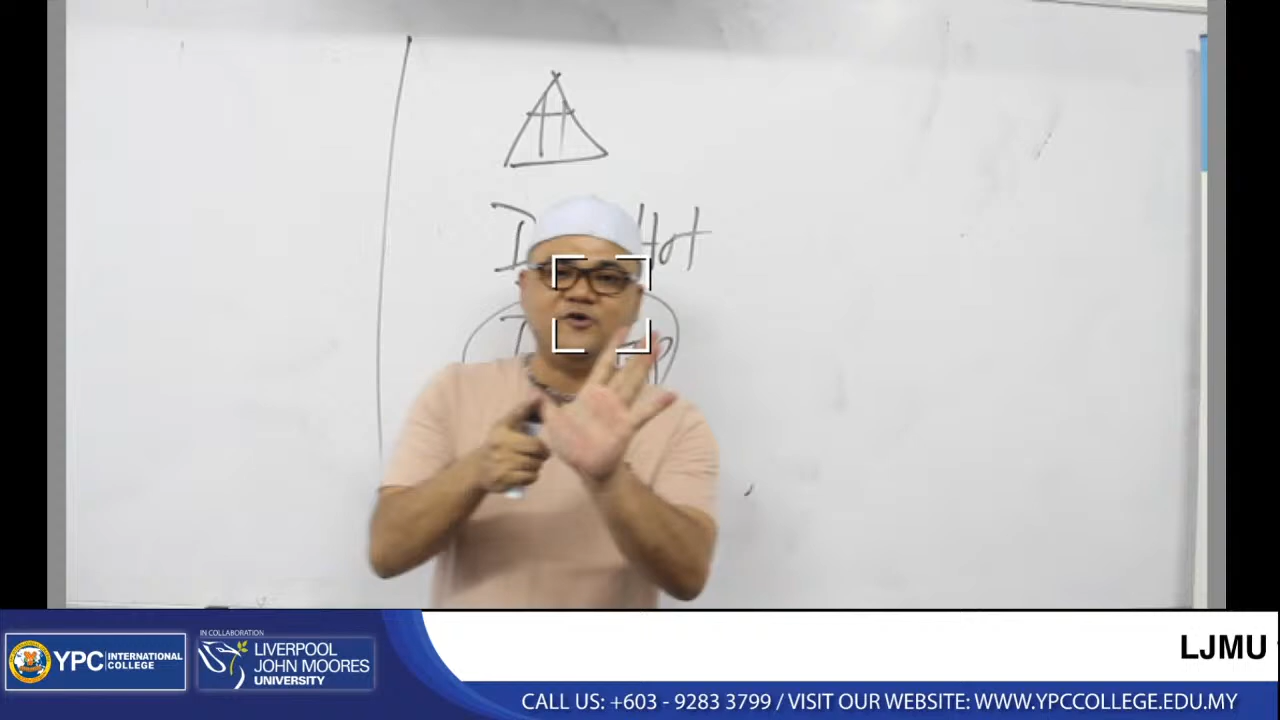 H
Hot
YPC INTERNATIONAL COLLEGE
IN COLLABORATION
LIVERPOOL
JOHN MOORES
UNIVERSITY
LJMU
CALL US: +603 - 9283 3799 / VISIT OUR WEBSITE: WWW.YPCCOLLEGE.EDU.MY